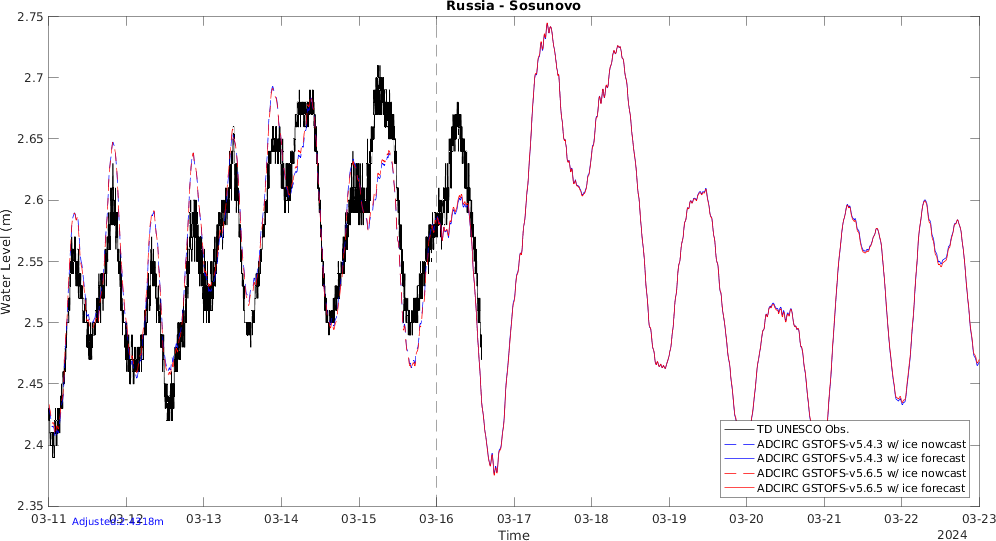 Russia - Sosunovo
2.75
2.7
2.65
2.6
2.55
2.5
2.45
2.4
2.35
Water Level (m)
TD UNESCO Obs.
ADCIRC GSTOFS-v5.4.3 w/ ice nowcast
ADCIRC GSTOFS-v5.4.3 w/ ice forecast
ADCIRC GSTOFS-v5.6.5 w/ ice nowcast
ADCIRC GSTOFS-v5.6.5 w/ ice forecast
03-11 03-12 03-13 03-14 03-15 03-16 03-17 03-18 03-19 03-20 03-21 03-22 03-23
Adjusted:2.4318m
Time
2024